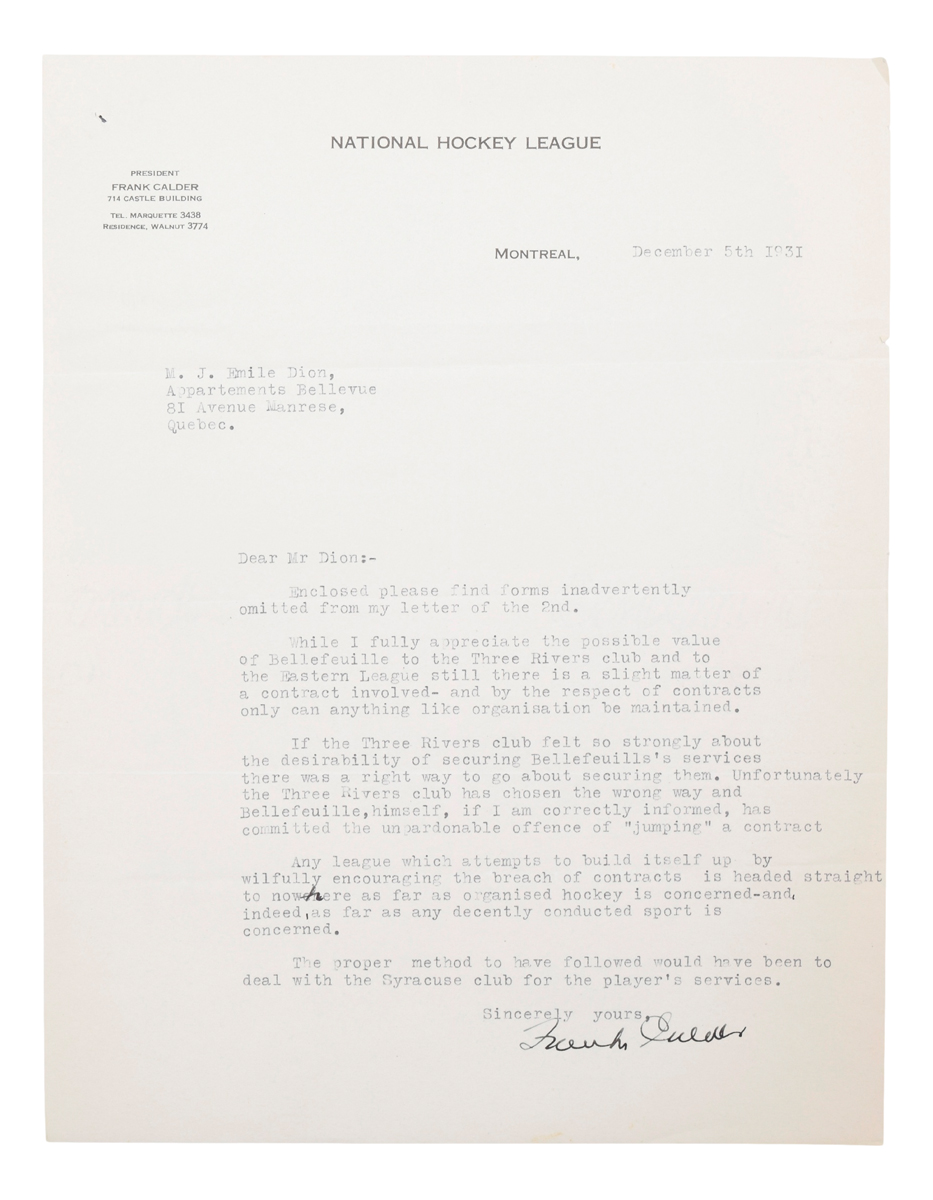 NATIONAL HOCKEY LEAGUE
PRESIDENT
FRANK CALDER
714 CASTLE BUILDING
TEL. MARQUETTE 3438
RESIDENCE, WALNUT 3774
MONTREAL, December 5th I931
M. J. Emile Dion,
Appartements Bellevue
8I Avenue Manrese,
Quebec.
Dear Mr Dion:-
Enclosed please find forms inadvertently
omitted from my letter of the 2nd.
While I fully appreciate the possible value
of Bellefeuille to the Three Rivers club and to
the Eastern League still there is a slight matter of
a contract involved- and by the respect of contracts
only can anything like organisation be maintained.
If the Three Rivers club felt so strongly about
the desirability of securing Bellefeuills's services
there was a right way to go about securing them. Unfortunately
the Three Rivers club has chosen the wrong way and
Bellefeuille,himself, if I am correctly informed, has
committed the unpardonable offence of "jumping" a contract
Any league which attempts to build itself up by
wilfully encouraging the breach of contracts is headed straight
to nowhere as far as organised hockey is concerned-and,
indeed,as far as any decently conducted sport is
concerned.
The proper method to have followed would have been to
deal with the Syracuse club for the player's services.
Sincerely yours,
Frank Calder